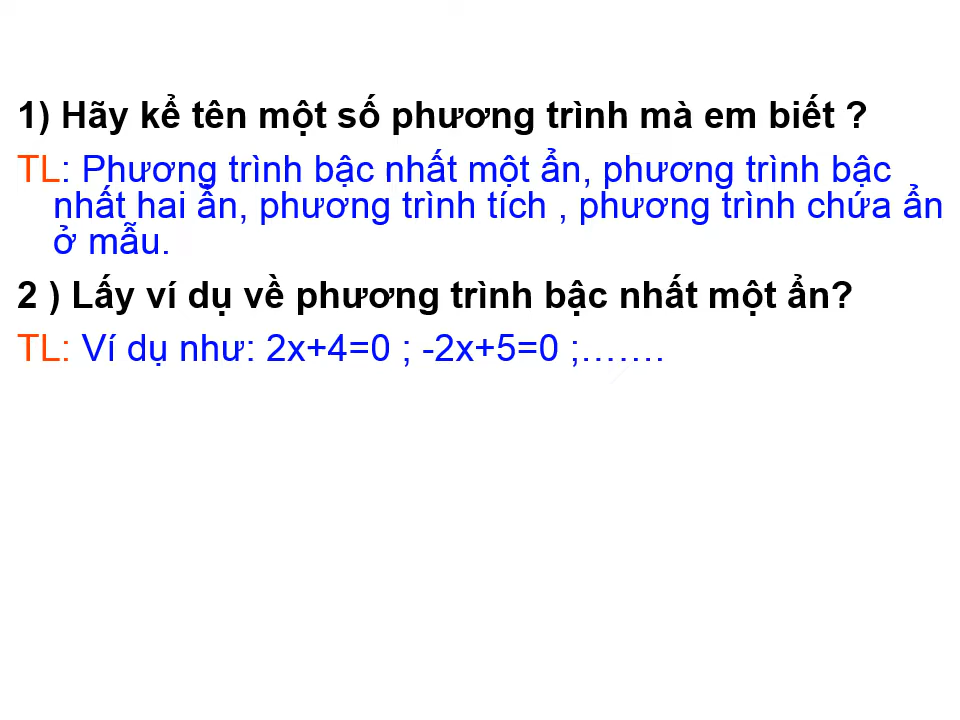 1) Hãy kể tên một số phương trình mà em biết ?
TL: Phương trình bậc nhất một ẩn, phương trình bậc
nhất hai ẩn, phương trình tích , phương trình chứa ẩn
ở mẫu.
2 ) Lấy ví dụ về phương trình bậc nhất một ẩn?
TL: Ví dụ như: 2x+4=0 ; -2x+5=0 ;…….